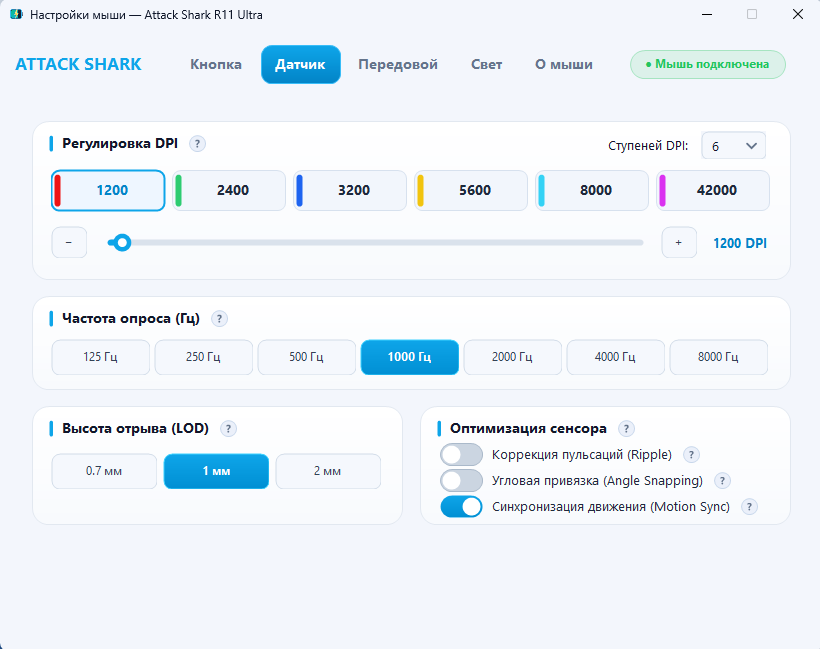 Настройки мыши — Attack Shark R11 Ultra
ATTACK SHARK Кнопка Датчик Передовой Свет О мыши • Мышь подключена
Регулировка DPI ? Ступеней DPI: 6
1200 2400 3200 5600 8000 42000
− + 1200 DPI
Частота опроса (Гц) ?
125 Гц 250 Гц 500 Гц 1000 Гц 2000 Гц 4000 Гц 8000 Гц
Высота отрыва (LOD) ?
0.7 мм 1 мм 2 мм
Оптимизация сенсора ?
Коррекция пульсаций (Ripple) ?
Угловая привязка (Angle Snapping) ?
Синхронизация движения (Motion Sync) ?